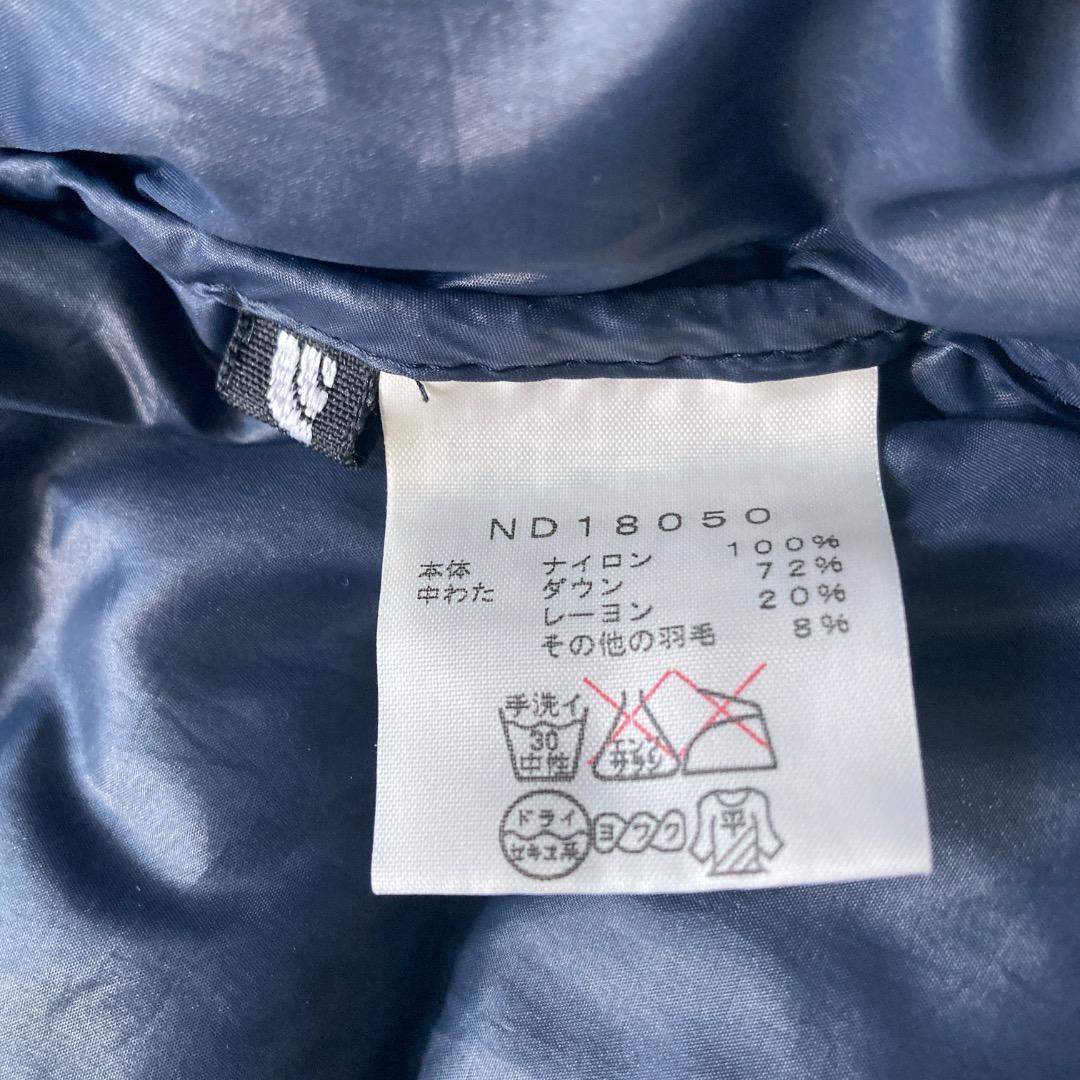 ND18050
本体 ナイロン 100%
中わた ダウン 72%
レーヨン 20%
その他の羽毛 8%
手洗イ
30
中性
エンソ
サラシ
ドライ
セキユ系
ヨワク
平